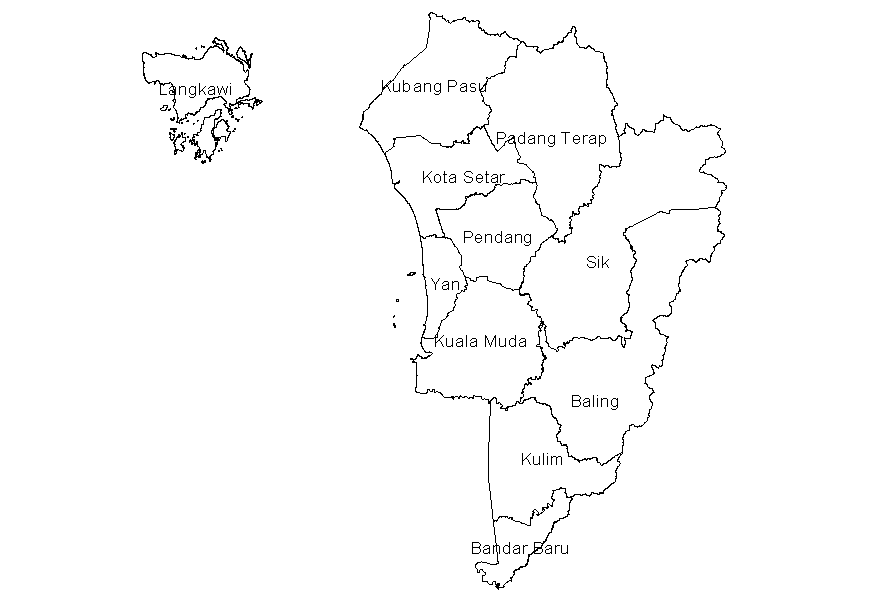 Langkawi
Kubang Pasu
Padang Terap
Kota Setar
Pendang
Sik
Yan
Kuala Muda
Baling
Kulim
Bandar Baru